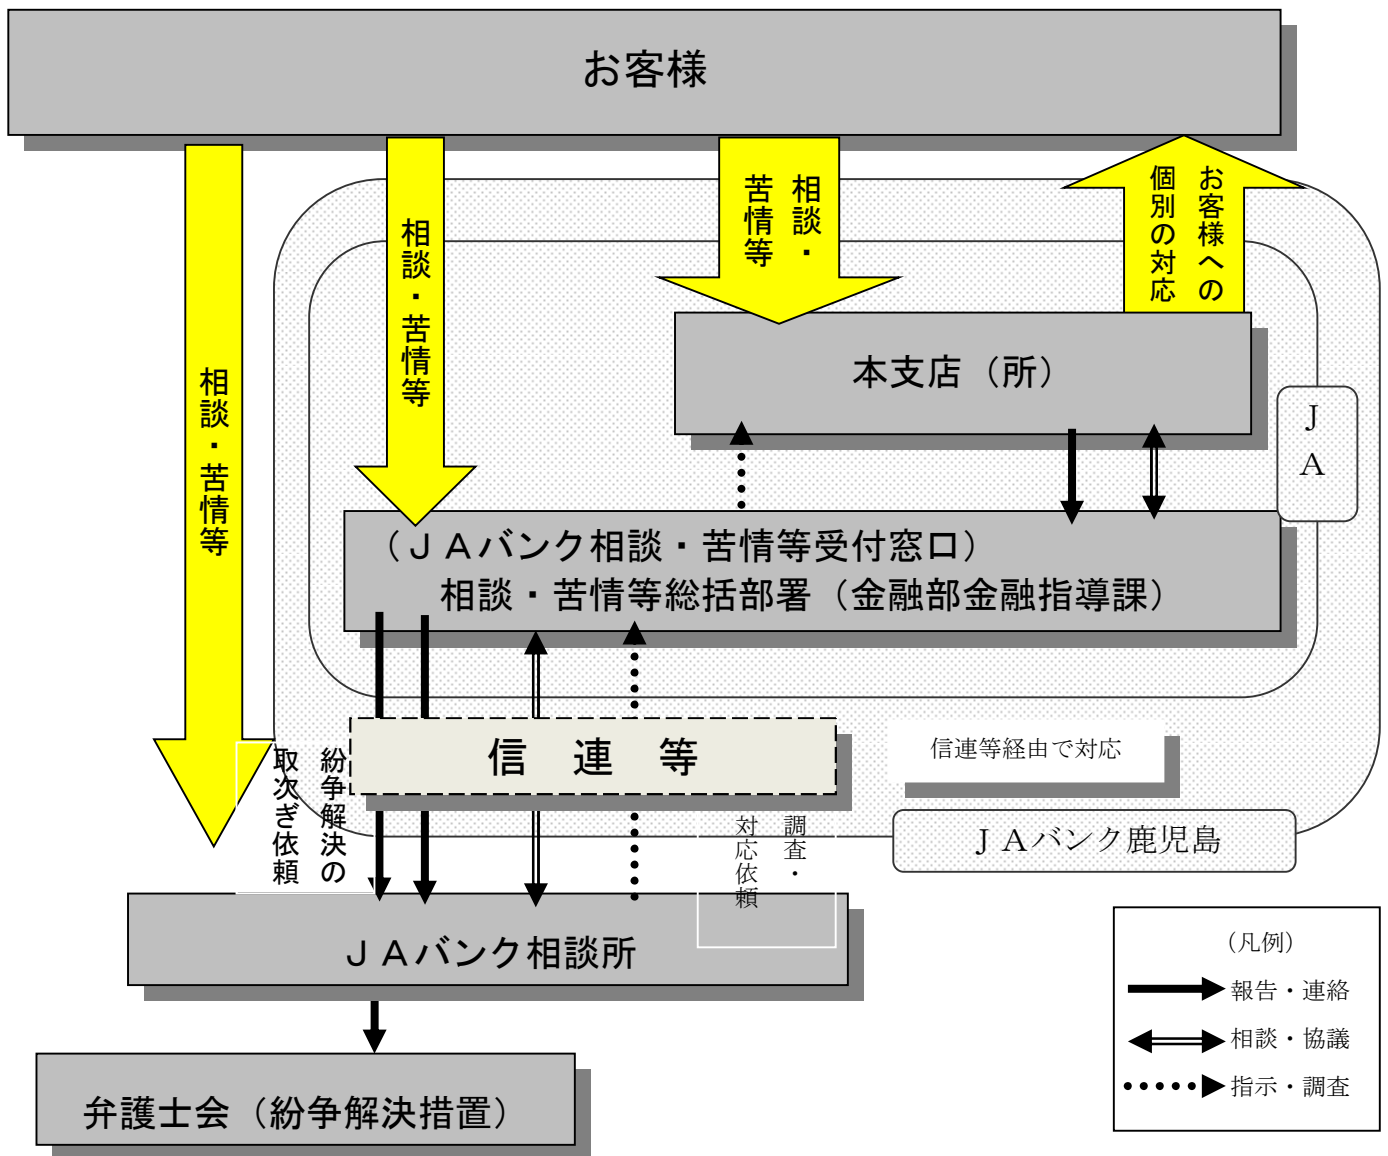 お客様
相談・苦情等
相談・苦情等
相談・
苦情等
お客様への
個別の対応
本支店（所）
ＪＡ
（ＪＡバンク相談・苦情等受付窓口）
相談・苦情等総括部署（金融部金融指導課）
信連等
信連等経由で対応
紛争解決の
取次ぎ依頼
調査・
対応依頼
ＪＡバンク鹿児島
ＪＡバンク相談所
弁護士会（紛争解決措置）
（凡例）
報告・連絡
相談・協議
指示・調査